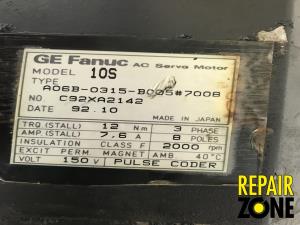 GE Fanuc AC Servo Motor
MODEL 10S
TYPE A06B-0315-B005#7008
NO C92XA2142
DATE 92.10 MADE IN JAPAN
TRQ.(STALL) 12 Nm 3 PHASE
AMP.(STALL) 7,6 A 8 POLES
INSULATION CLASS F 2000 rpm
EXCIT PERM MAGNET AMB 40°C
VOLT 150 V PULSE CODER
REPAIR
ZONE